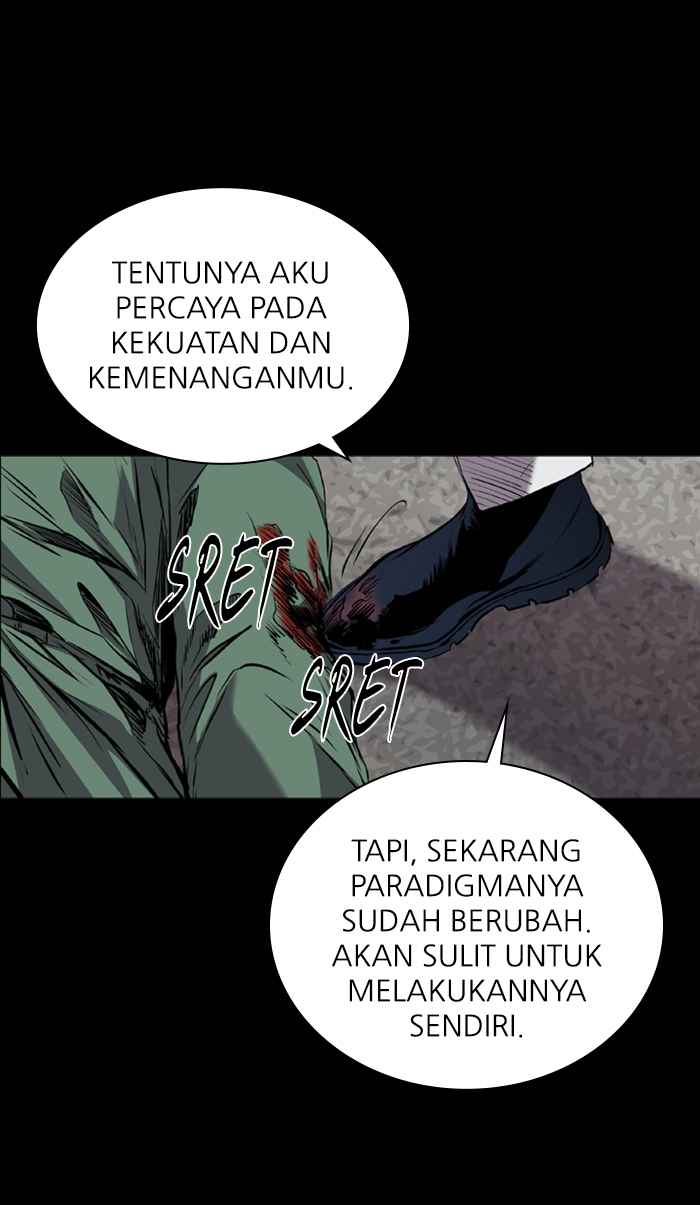 TENTUNYA AKU
PERCAYA PADA
KEKUATAN DAN
KEMENANGANMU.
SRET
SRET
TAPI, SEKARANG
PARADIGMANYA
SUDAH BERUBAH.
AKAN SULIT UNTUK
MELAKUKANNYA
SENDIRI.